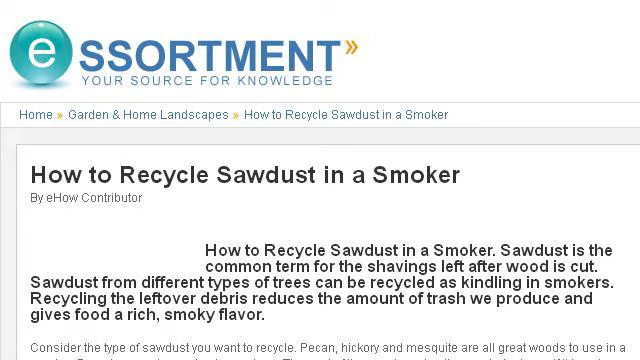 eSSORTMENT»
YOUR SOURCE FOR KNOWLEDGE
Home » Garden & Home Landscapes » How to Recycle Sawdust in a Smoker
How to Recycle Sawdust in a Smoker
By eHow Contributor
How to Recycle Sawdust in a Smoker. Sawdust is the
common term for the shavings left after wood is cut.
Sawdust from different types of trees can be recycled as kindling in smokers.
Recycling the leftover debris reduces the amount of trash we produce and
gives food a rich, smoky flavor.
Consider the type of sawdust you want to recycle. Pecan, hickory and mesquite are all great woods to use in a